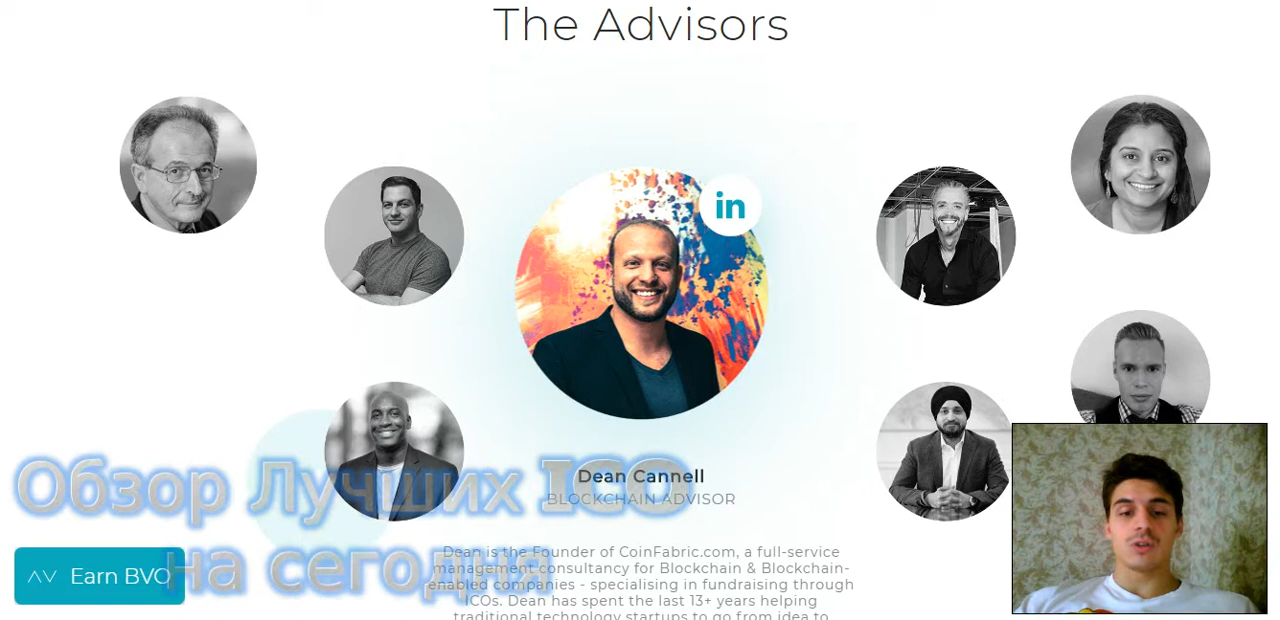 The Advisors
in
Dean Cannell
BLOCKCHAIN ADVISOR
Обзор Лучших ICO
на сегодня
Earn BVO
Dean is the Founder of CoinFabric.com, a full-service
management consultancy for Blockchain & Blockchain-
enabled companies - specialising in fundraising through
ICOs. Dean has spent the last 13+ years helping
traditional technology startups to go from idea to